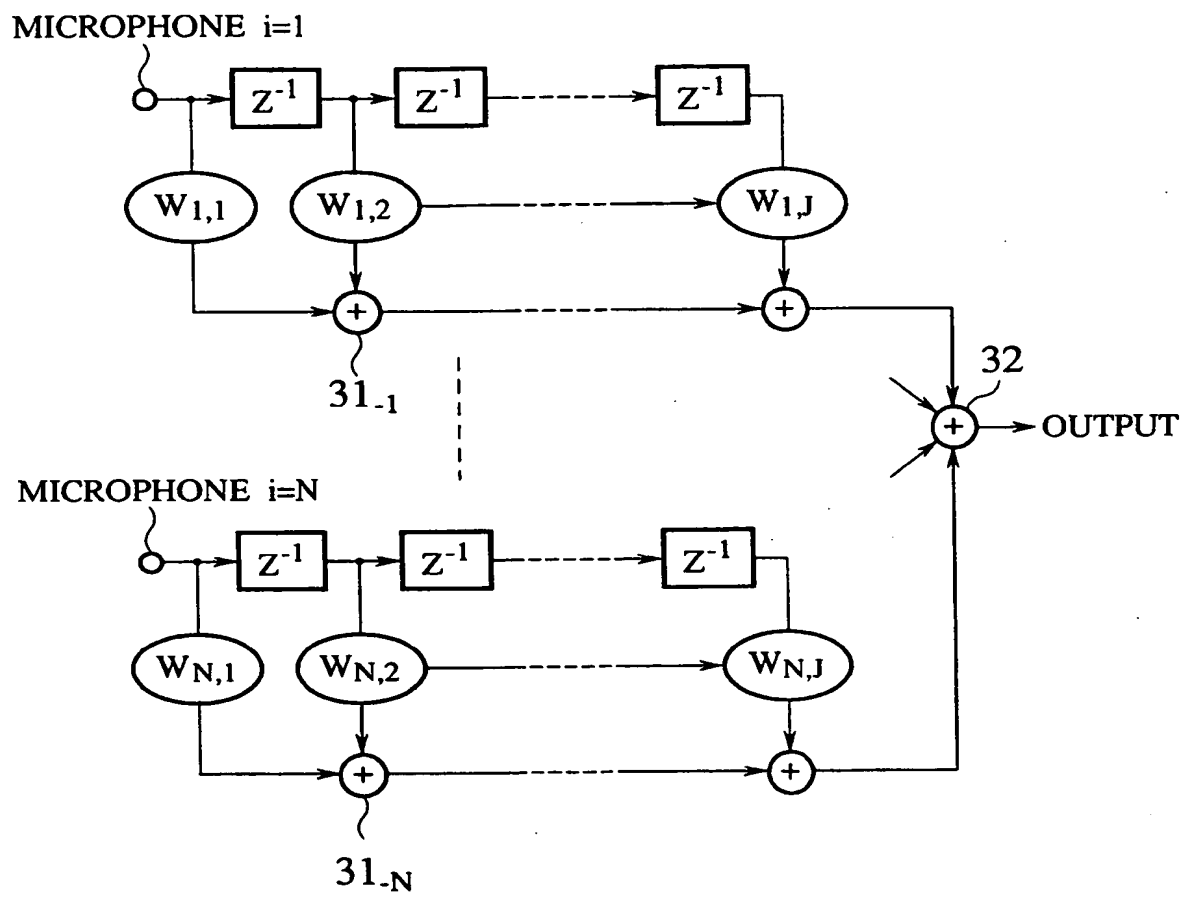 MICROPHONE i=1
Z-1 Z-1 Z-1
W1,1 W1,2 W1,J
+ +
31-1
32
+ OUTPUT
MICROPHONE i=N
Z-1 Z-1 Z-1
WN,1 WN,2 WN,J
+ +
31-N